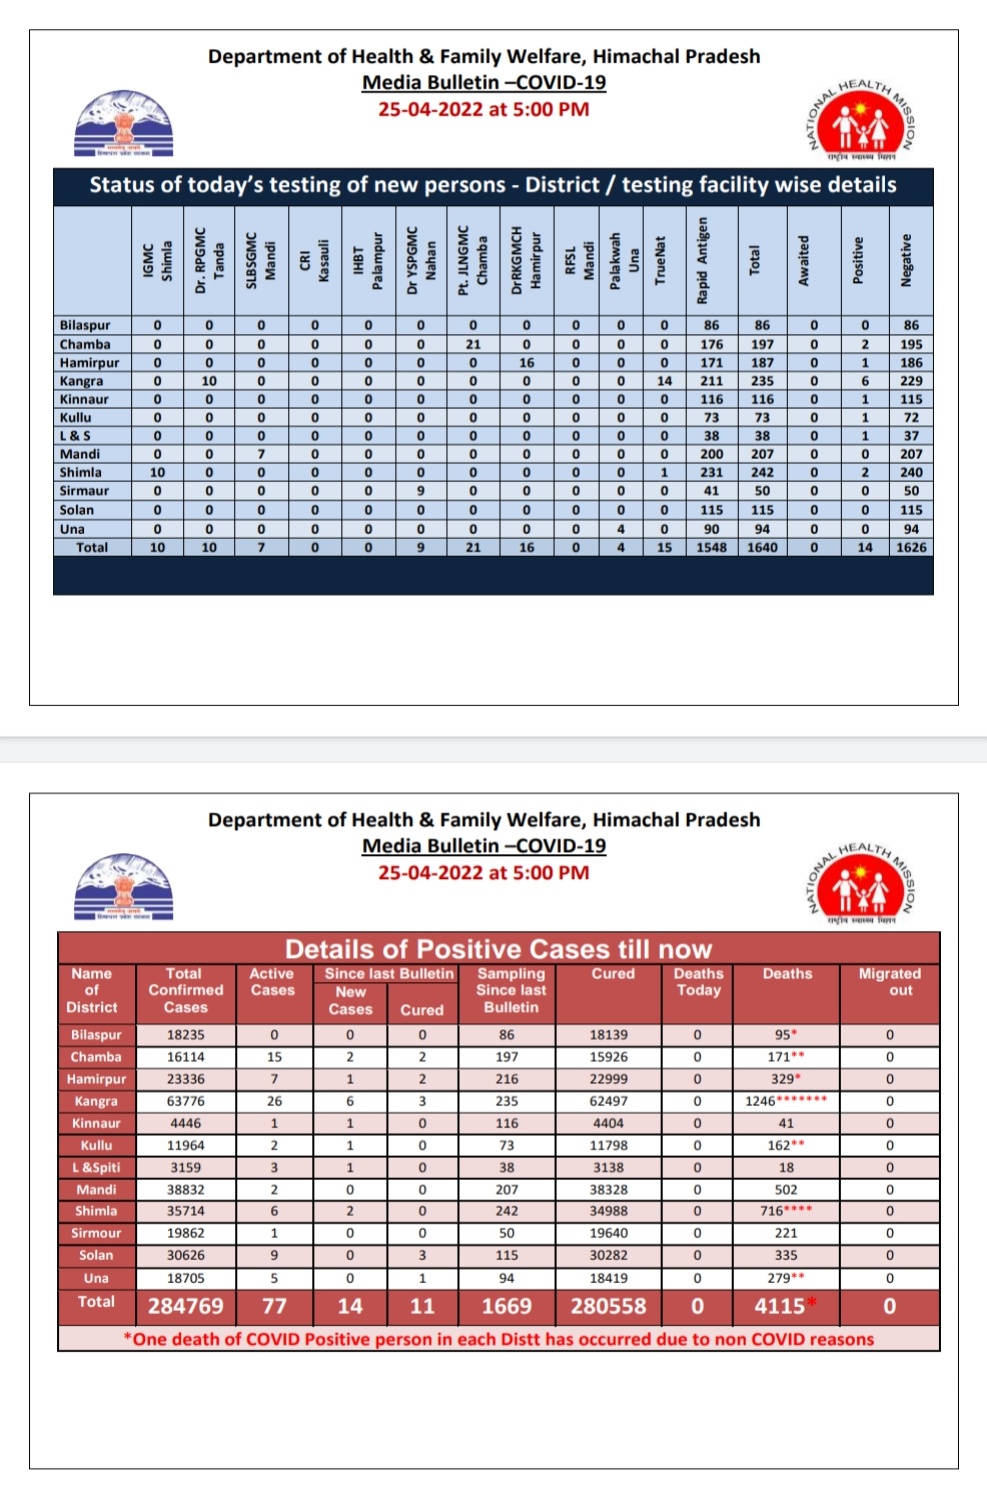 Department of Health & Family Welfare, Himachal Pradesh
Media Bulletin –COVID-19
25-04-2022 at 5:00 PM
NATIONAL HEALTH MISSION
राष्ट्रीय स्वास्थ्य मिशन
Status of today’s testing of new persons - District / testing facility wise details
IGMC Shimla Dr. RPGMC Tanda SLBSGMC Mandi CRI Kasauli IHBT Palampur Dr YSPGMC Nahan Pt. JLNGMC Chamba DrRKGMCH Hamirpur RFSL Mandi Palakwah Una TrueNat Rapid Antigen Total Awaited Positive Negative
Bilaspur 0 0 0 0 0 0 0 0 0 0 0 86 86 0 0 86
Chamba 0 0 0 0 0 0 21 0 0 0 0 176 197 0 2 195
Hamirpur 0 0 0 0 0 0 0 16 0 0 0 171 187 0 1 186
Kangra 0 10 0 0 0 0 0 0 0 0 14 211 235 0 6 229
Kinnaur 0 0 0 0 0 0 0 0 0 0 0 116 116 0 1 115
Kullu 0 0 0 0 0 0 0 0 0 0 0 73 73 0 1 72
L & S 0 0 0 0 0 0 0 0 0 0 0 38 38 0 1 37
Mandi 0 0 7 0 0 0 0 0 0 0 0 200 207 0 0 207
Shimla 10 0 0 0 0 0 0 0 0 0 1 231 242 0 2 240
Sirmaur 0 0 0 0 0 9 0 0 0 0 0 41 50 0 0 50
Solan 0 0 0 0 0 0 0 0 0 0 0 115 115 0 0 115
Una 0 0 0 0 0 0 0 0 0 4 0 90 94 0 0 94
Total 10 10 7 0 0 9 21 16 0 4 15 1548 1640 0 14 1626
Department of Health & Family Welfare, Himachal Pradesh
Media Bulletin –COVID-19
25-04-2022 at 5:00 PM
NATIONAL HEALTH MISSION
राष्ट्रीय स्वास्थ्य मिशन
Details of Positive Cases till now
Name of District Total Confirmed Cases Active Cases Since last Bulletin New Cases Cured Sampling Since last Bulletin Cured Deaths Today Deaths Migrated out
Bilaspur 18235 0 0 0 86 18139 0 95* 0
Chamba 16114 15 2 2 197 15926 0 171** 0
Hamirpur 23336 7 1 2 216 22999 0 329* 0
Kangra 63776 26 6 3 235 62497 0 1246******* 0
Kinnaur 4446 1 1 0 116 4404 0 41 0
Kullu 11964 2 1 0 73 11798 0 162** 0
L &Spiti 3159 3 1 0 38 3138 0 18 0
Mandi 38832 2 0 0 207 38328 0 502 0
Shimla 35714 6 2 0 242 34988 0 716**** 0
Sirmour 19862 1 0 0 50 19640 0 221 0
Solan 30626 9 0 3 115 30282 0 335 0
Una 18705 5 0 1 94 18419 0 279** 0
Total 284769 77 14 11 1669 280558 0 4115* 0
*One death of COVID Positive person in each Distt has occurred due to non COVID reasons